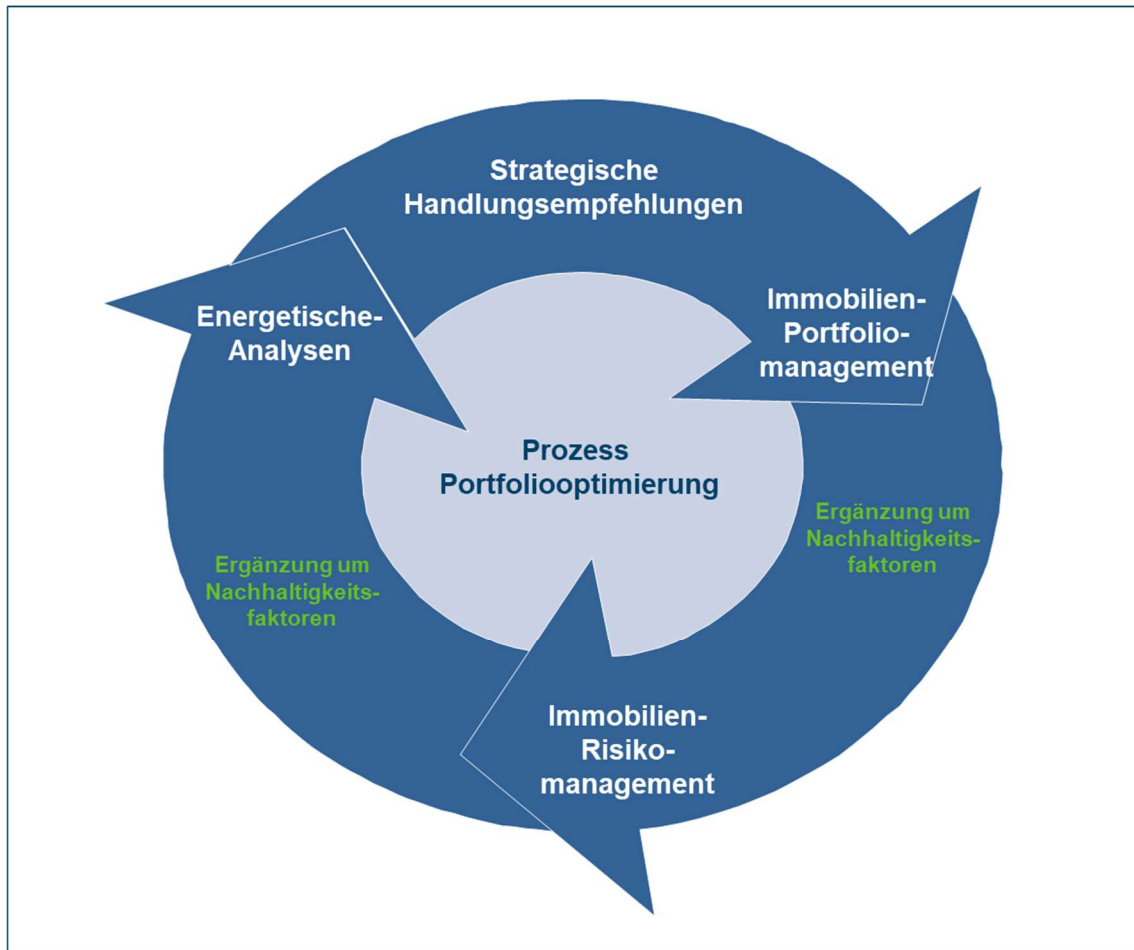 Strategische
Handlungsempfehlungen
Immobilien-
Portfolio-
management
Energetische-
Analysen
Prozess
Portfoliooptimierung
Ergänzung um
Nachhaltigkeits-
faktoren
Ergänzung um
Nachhaltigkeits-
faktoren
Immobilien-
Risiko-
management